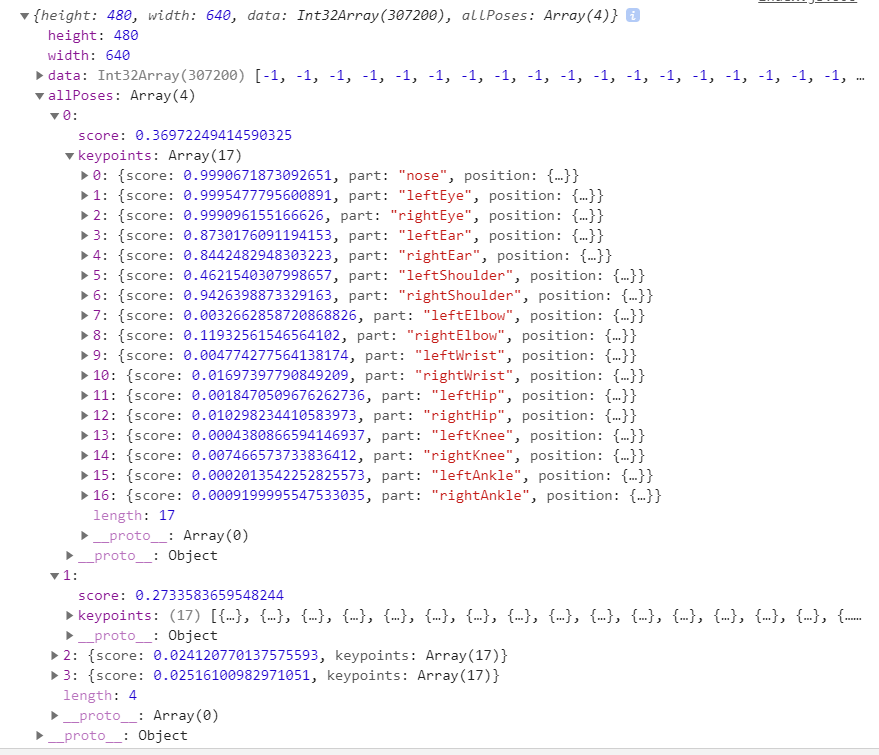 {height: 480, width: 640, data: Int32Array(307200), allPoses: Array(4)} i
height: 480
width: 640
data: Int32Array(307200) [-1, -1, -1, -1, -1, -1, -1, -1, -1, -1, -1, -1, -1, -1, -1, -1, -1, -1, …
allPoses: Array(4)
0:
score: 0.36972249414590325
keypoints: Array(17)
0: {score: 0.9990671873092651, part: "nose", position: {…}}
1: {score: 0.9995477795600891, part: "leftEye", position: {…}}
2: {score: 0.999096155166626, part: "rightEye", position: {…}}
3: {score: 0.8730176091194153, part: "leftEar", position: {…}}
4: {score: 0.8442482948303223, part: "rightEar", position: {…}}
5: {score: 0.4621540307998657, part: "leftShoulder", position: {…}}
6: {score: 0.9426398873329163, part: "rightShoulder", position: {…}}
7: {score: 0.0032662858720868826, part: "leftElbow", position: {…}}
8: {score: 0.11932561546564102, part: "rightElbow", position: {…}}
9: {score: 0.004774277564138174, part: "leftWrist", position: {…}}
10: {score: 0.01697397790849209, part: "rightWrist", position: {…}}
11: {score: 0.0018470509676262736, part: "leftHip", position: {…}}
12: {score: 0.010298234410583973, part: "rightHip", position: {…}}
13: {score: 0.0004380866594146937, part: "leftKnee", position: {…}}
14: {score: 0.007466573733836412, part: "rightKnee", position: {…}}
15: {score: 0.0002013542252825573, part: "leftAnkle", position: {…}}
16: {score: 0.0009199995547533035, part: "rightAnkle", position: {…}}
length: 17
__proto__: Array(0)
__proto__: Object
1:
score: 0.2733583659548244
keypoints: (17) [{…}, {…}, {…}, {…}, {…}, {…}, {…}, {…}, {…}, {…}, {…}, {…}, {…}, {…}, {…}, {……
__proto__: Object
2: {score: 0.024120770137575593, keypoints: Array(17)}
3: {score: 0.02516100982971051, keypoints: Array(17)}
length: 4
__proto__: Array(0)
__proto__: Object